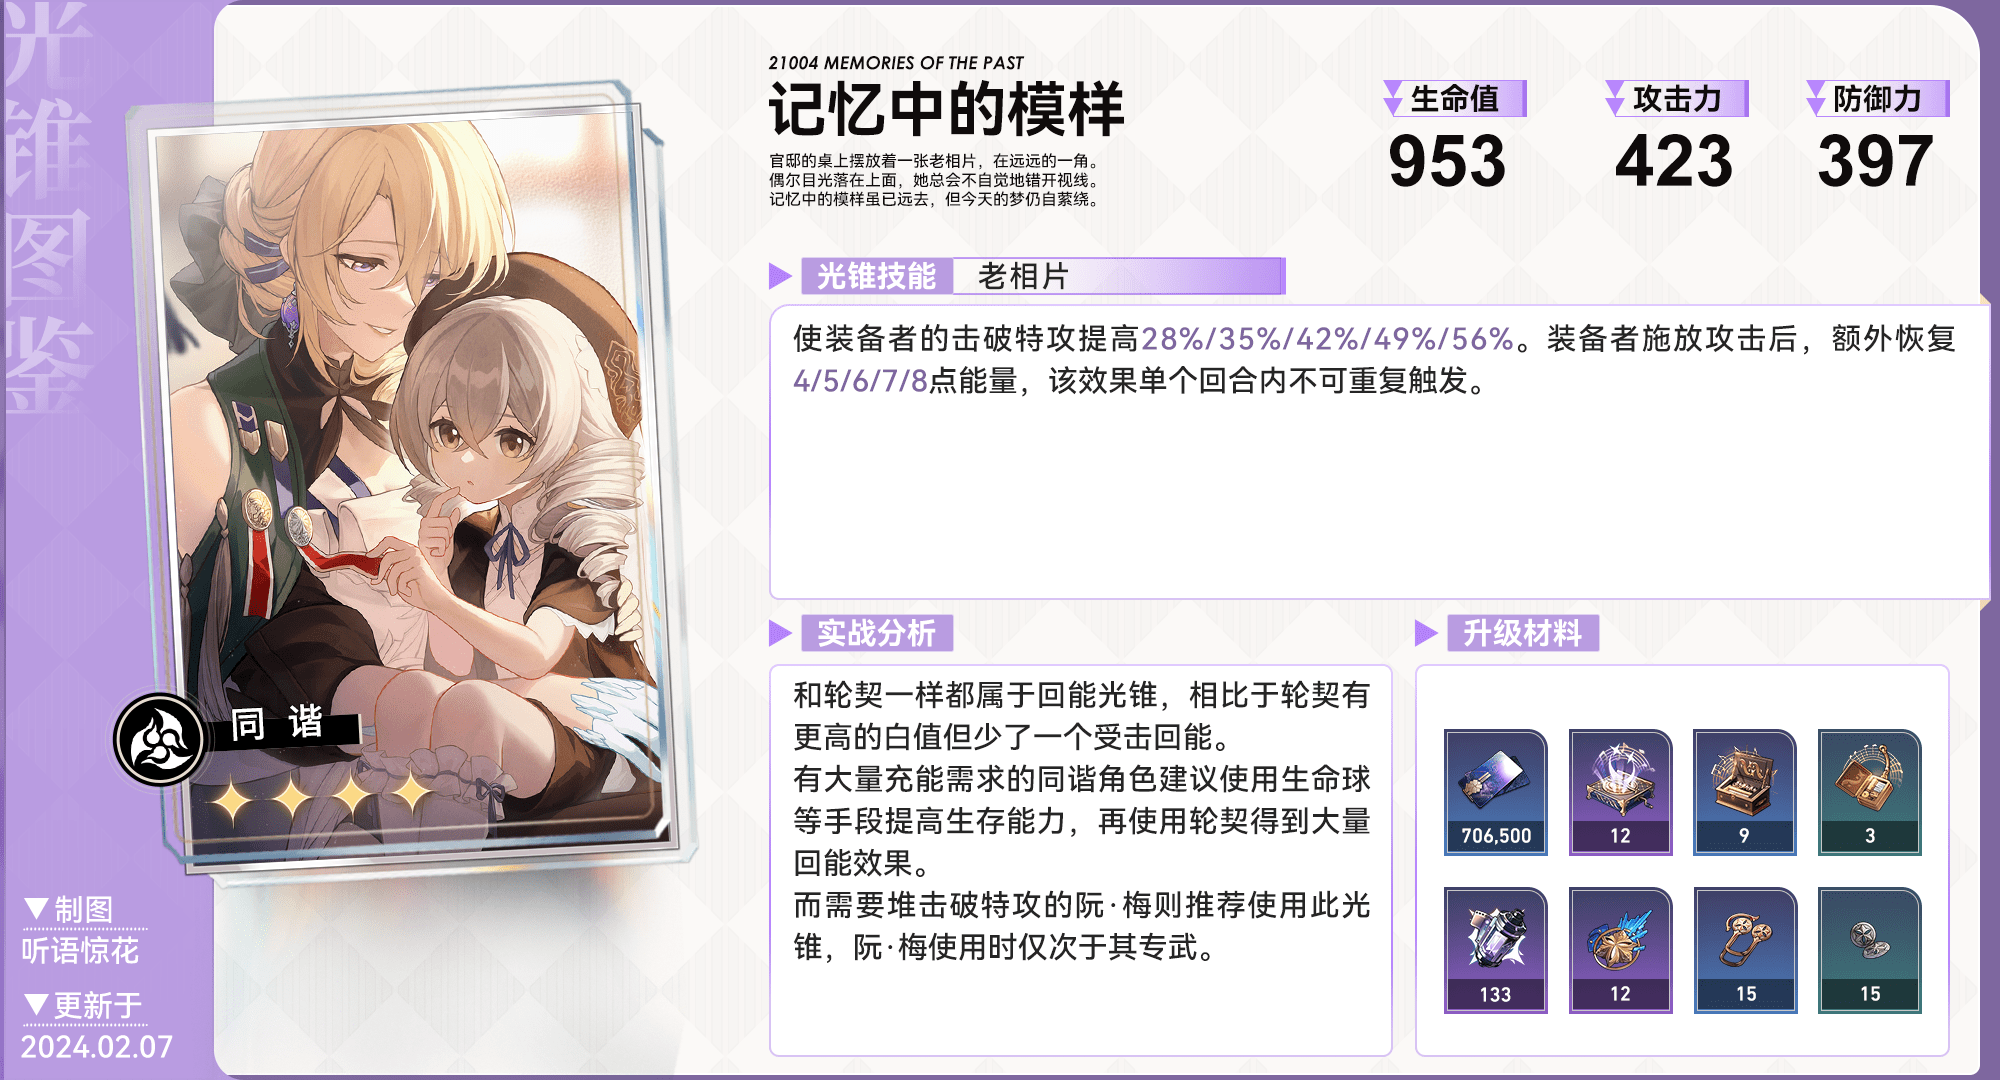 光锥图鉴
21004 MEMORIES OF THE PAST
记忆中的模样
官邸的桌上摆放着一张老相片，在远远的一角。
偶尔目光落在上面，她总会不自觉地错开视线。
记忆中的模样虽已远去，但今天的梦仍自萦绕。
生命值
953
攻击力
423
防御力
397
光锥技能
老相片
使装备者的击破特攻提高28%/35%/42%/49%/56%。装备者施放攻击后，额外恢复
4/5/6/7/8点能量，该效果单个回合内不可重复触发。
同谐
实战分析
和轮契一样都属于回能光锥，相比于轮契有
更高的白值但少了一个受击回能。
有大量充能需求的同谐角色建议使用生命球
等手段提高生存能力，再使用轮契得到大量
回能效果。
而需要堆击破特攻的阮·梅则推荐使用此光
锥，阮·梅使用时仅次于其专武。
升级材料
706,500
12
9
3
133
12
15
15
▼制图
听语惊花
▼更新于
2024.02.07